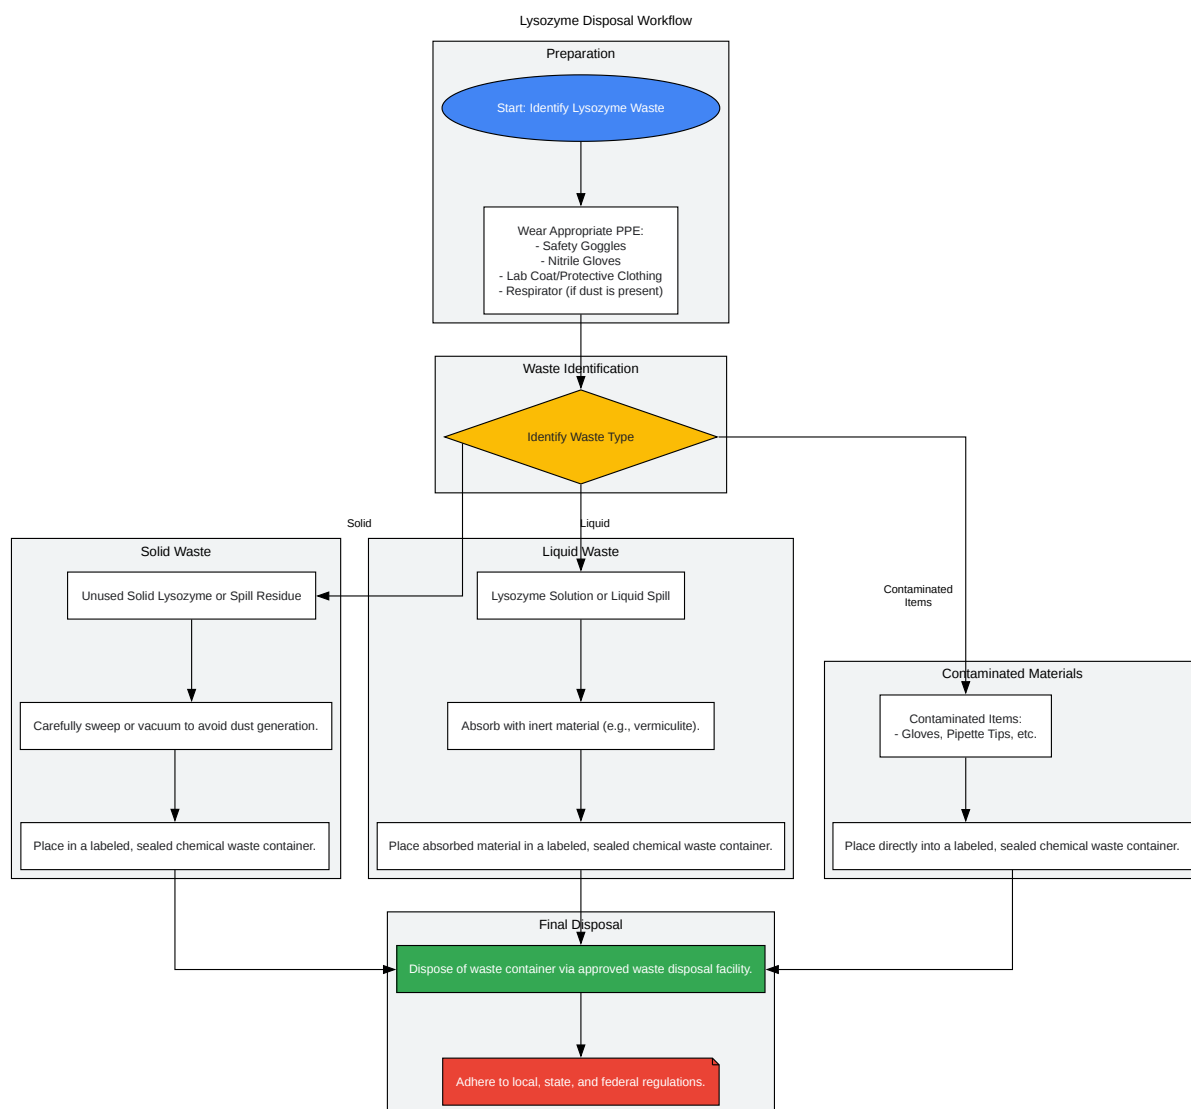 Lysozyme Disposal Workflow
Preparation
Start: Identify Lysozyme Waste
Wear Appropriate PPE:
- Safety Goggles
- Nitrile Gloves
- Lab Coat/Protective Clothing
- Respirator (if dust is present)
Waste Identification
Identify Waste Type
Solid
Liquid
Contaminated
Items
Solid Waste
Unused Solid Lysozyme or Spill Residue
Carefully sweep or vacuum to avoid dust generation.
Place in a labeled, sealed chemical waste container.
Liquid Waste
Lysozyme Solution or Liquid Spill
Absorb with inert material (e.g., vermiculite).
Place absorbed material in a labeled, sealed chemical waste container.
Contaminated Materials
Contaminated Items:
- Gloves, Pipette Tips, etc.
Place directly into a labeled, sealed chemical waste container.
Final Disposal
Dispose of waste container via approved waste disposal facility.
Adhere to local, state, and federal regulations.